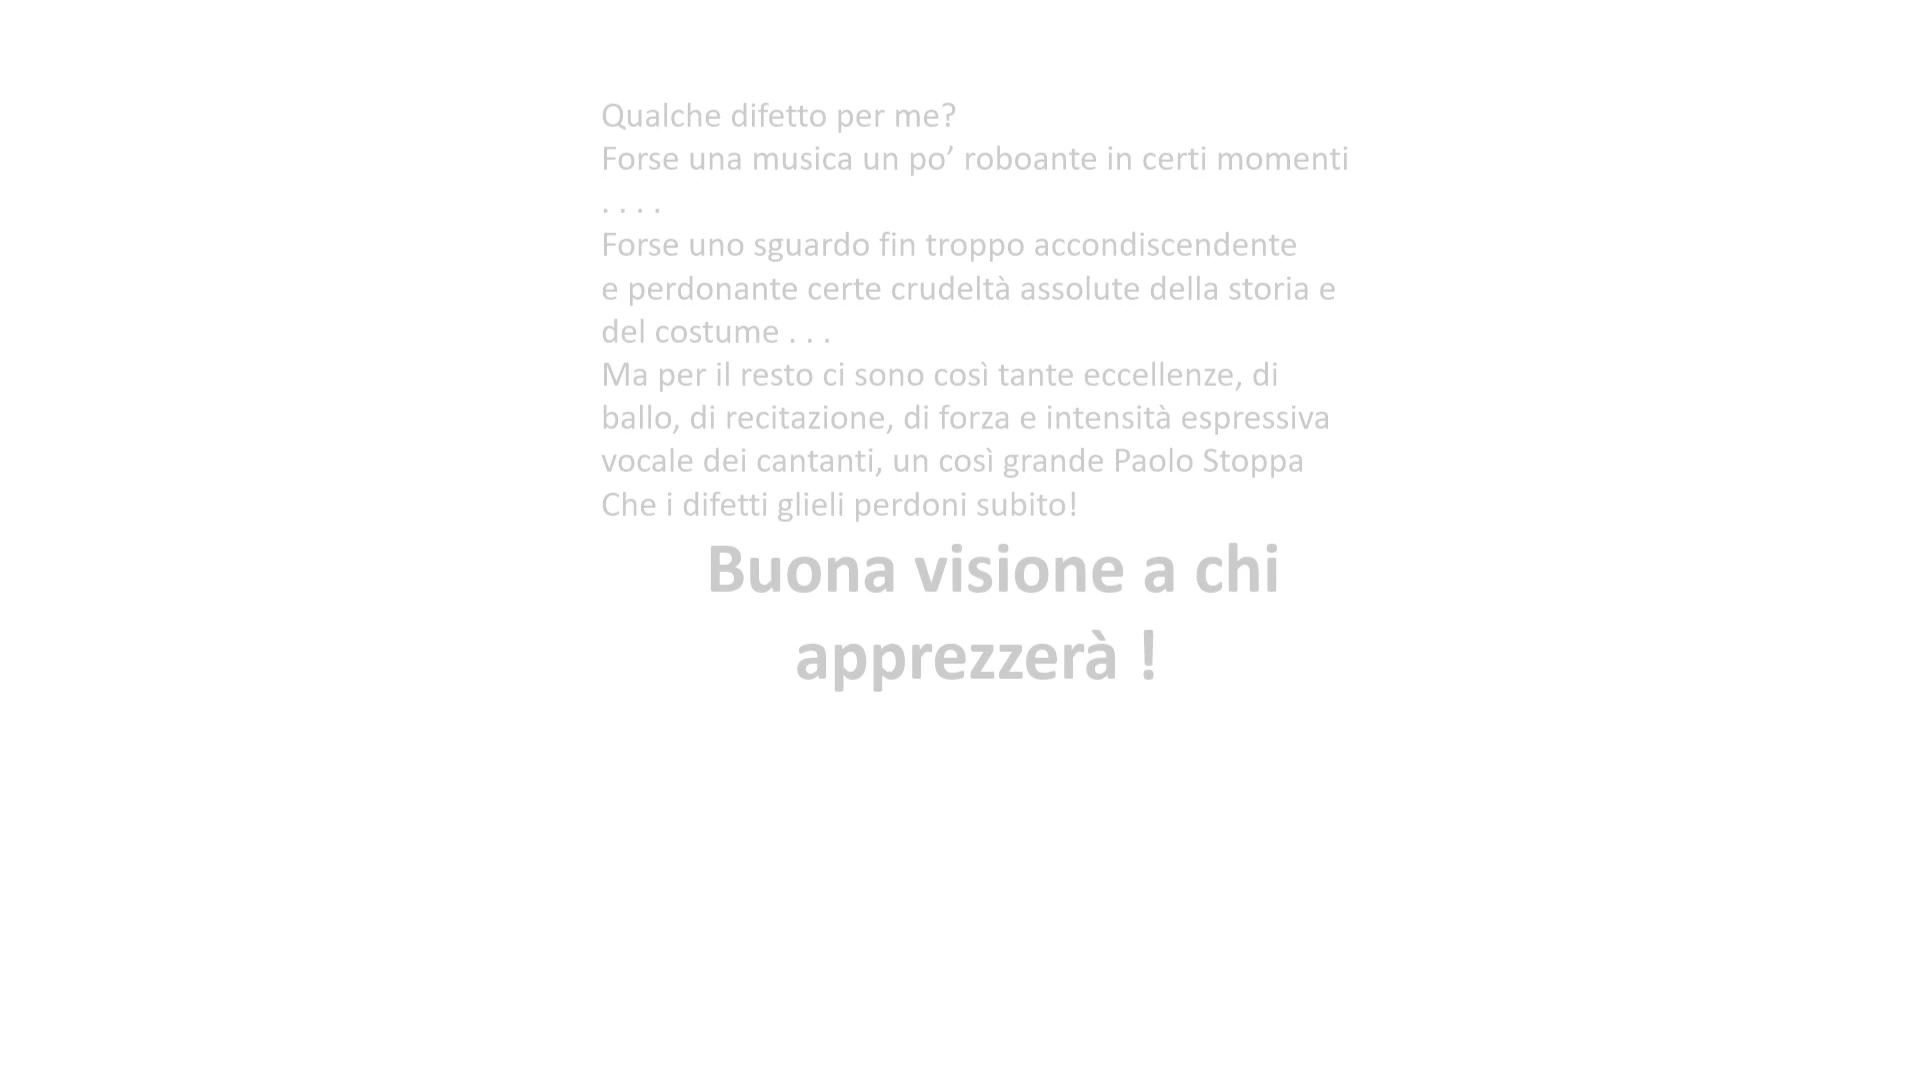 Qualche difetto per me?
Forse una musica un po’ roboante in certi momenti
. . . .
Forse uno sguardo fin troppo accondiscendente
e perdonante certe crudeltà assolute della storia e
del costume . . .
Ma per il resto ci sono così tante eccellenze, di
ballo, di recitazione, di forza e intensità espressiva
vocale dei cantanti, un così grande Paolo Stoppa
Che i difetti glieli perdoni subito!
Buona visione a chi
apprezzerà !